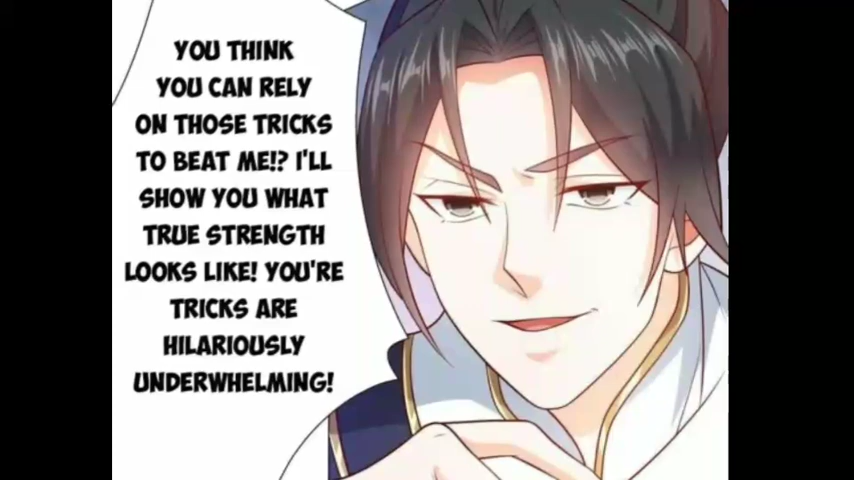 YOU THINK
YOU CAN RELY
ON THOSE TRICKS
TO BEAT ME!? I'LL
SHOW YOU WHAT
TRUE STRENGTH
LOOKS LIKE! YOU'RE
TRICKS ARE
HILARIOUSLY
UNDERWHELMING!